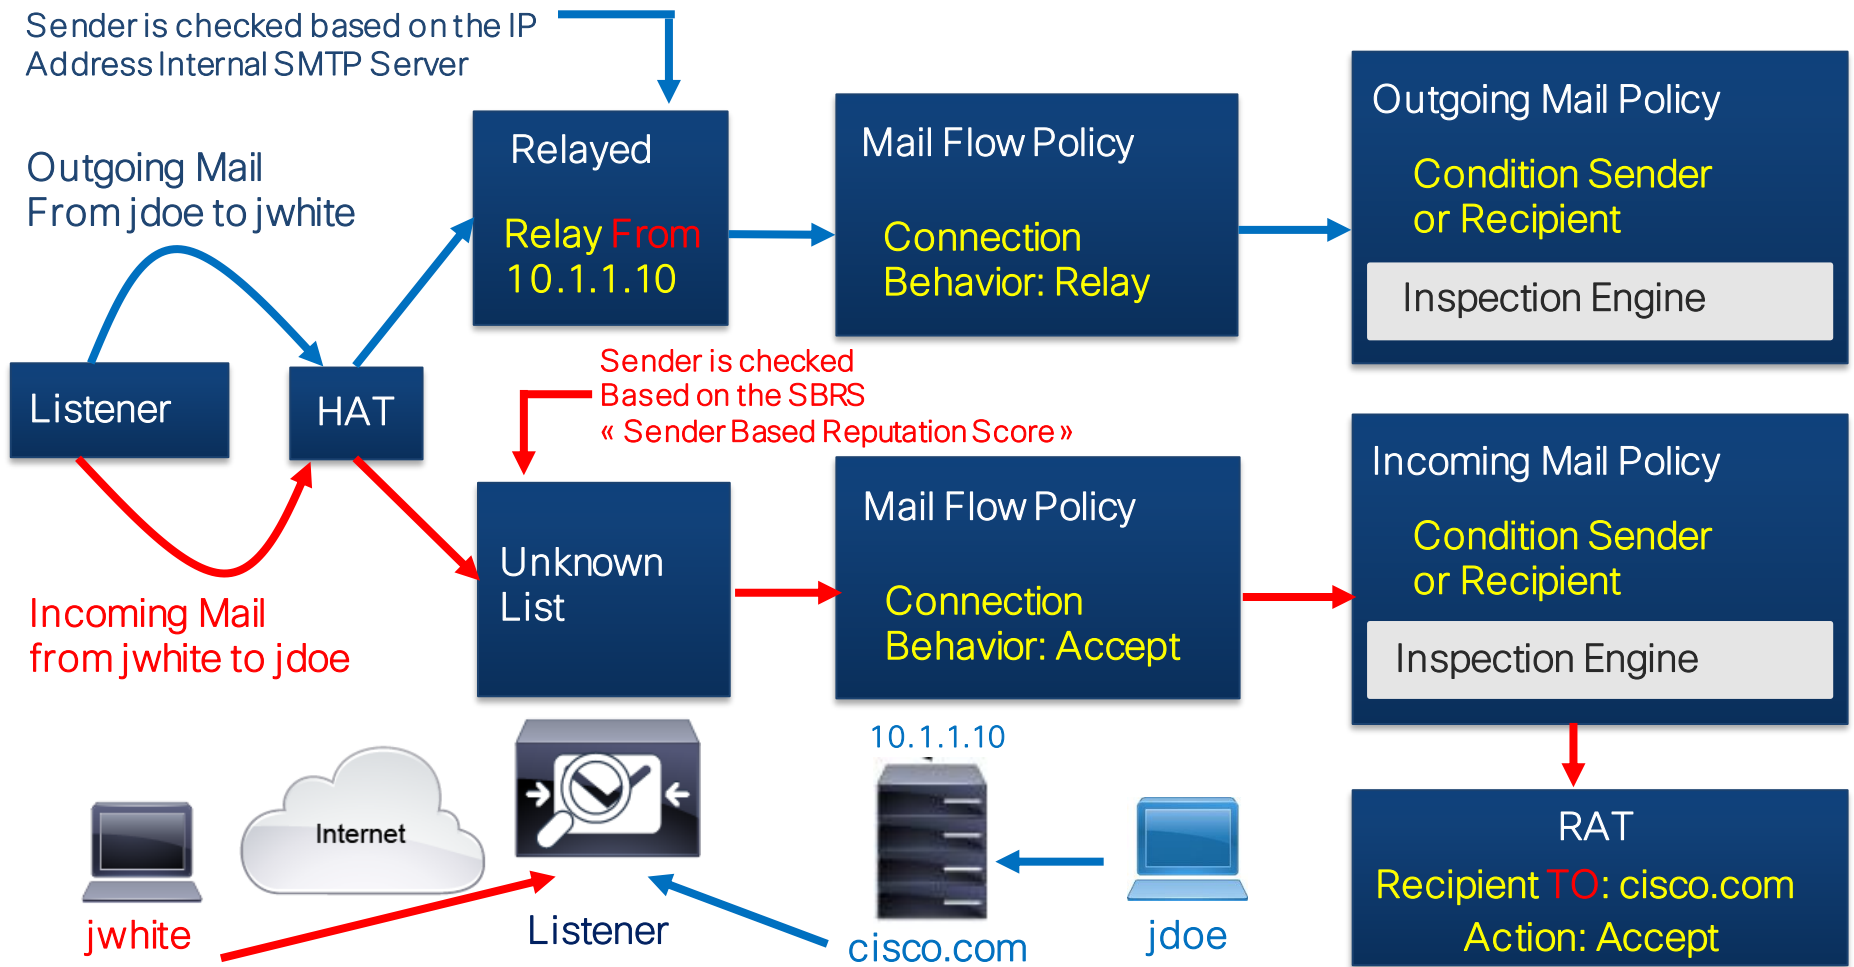 Sender is checked based on the IP
Address Internal SMTP Server
Outgoing Mail
From jdoe to jwhite
Listener
HAT
Incoming Mail
from jwhite to jdoe
Relayed
Relay From
10.1.1.10
Mail Flow Policy
Connection
Behavior: Relay
Outgoing Mail Policy
Condition Sender
or Recipient
Inspection Engine
Sender is checked
Based on the SBRS
« Sender Based Reputation Score »
Unknown
List
Mail Flow Policy
Connection
Behavior: Accept
Incoming Mail Policy
Condition Sender
or Recipient
Inspection Engine
RAT
Recipient TO: cisco.com
Action: Accept
jwhite
Internet
Listener
10.1.1.10
cisco.com
jdoe